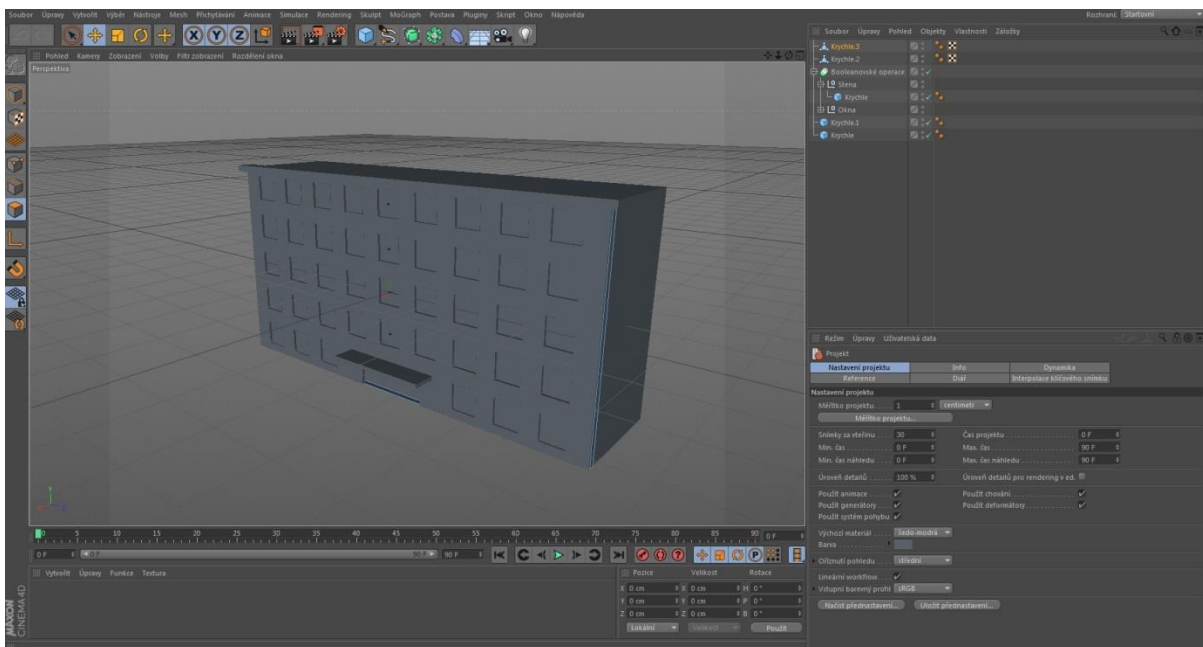 Soubor Úpravy Vytvořit Výběr Nástroje Mesh Přichytávání Animace Simulace Rendering Skulpt MoGraph Postava Pluginy Skript Okno Nápověda
Rozhraní: Startovní
Pohled Kamery Zobrazení Volby Filtr zobrazení Rozdělení okna
Perspektiva
Soubor Úpravy Pohled Objekty Vlastnosti Záložky
Krychle.3
Krychle.2
Booleanovské operace
Stena
Krychle
Okna
Krychle.1
Krychle
Režim Úpravy Uživatelská data
Projekt
Nastavení projektu Info Dynamika
Reference Diář Interpolace klíčového snímku
Nastavení projektu
Měřítko projektu 1 centimetr
Měřítko projektu...
Snímky za vteřinu 30 Čas projektu 0 F
Min. čas 0 F Max. čas 90 F
Min. čas náhledu 0 F Max. čas náhledu 90 F
Úroveň detailů 100 % Úroveň detailů pro rendering v ed.
Použít animace Použít chování
Použít generátory Použít deformátory
Použít systém pohybu
Výchozí materiál Šedo-modrá
Barva
Oříznutí pohledu střední
Lineární workflow
Vstupní barevný profil sRGB
Načíst přednastavení... Uložit přednastavení...
0 5 10 15 20 25 30 35 40 45 50 55 60 65 70 75 80 85 90 0 F
0 F 0 F 90 F 90 F
Vytvořit Úpravy Funkce Textura
Pozice Velikost Rotace
X 0 cm X 0 cm H 0 °
Y 0 cm Y 0 cm P 0 °
Z 0 cm Z 0 cm B 0 °
Lokální Velikost Použít
MAXON
CINEMA 4D